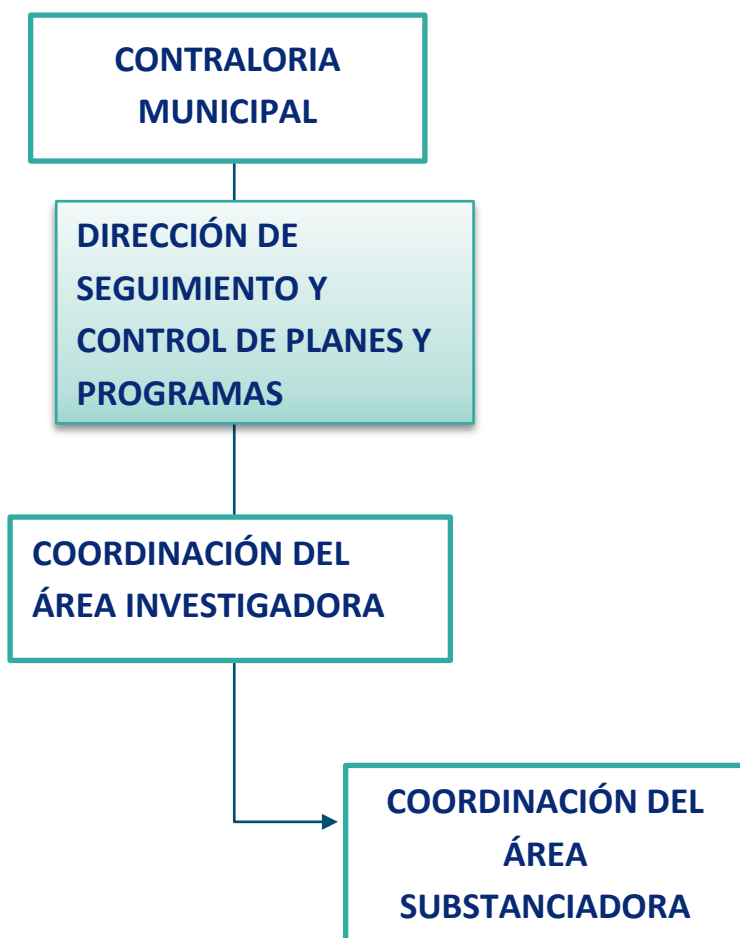 CONTRALORIA
MUNICIPAL
DIRECCIÓN DE
SEGUIMIENTO Y
CONTROL DE PLANES Y
PROGRAMAS
COORDINACIÓN DEL
ÁREA INVESTIGADORA
COORDINACIÓN DEL
ÁREA
SUBSTANCIADORA